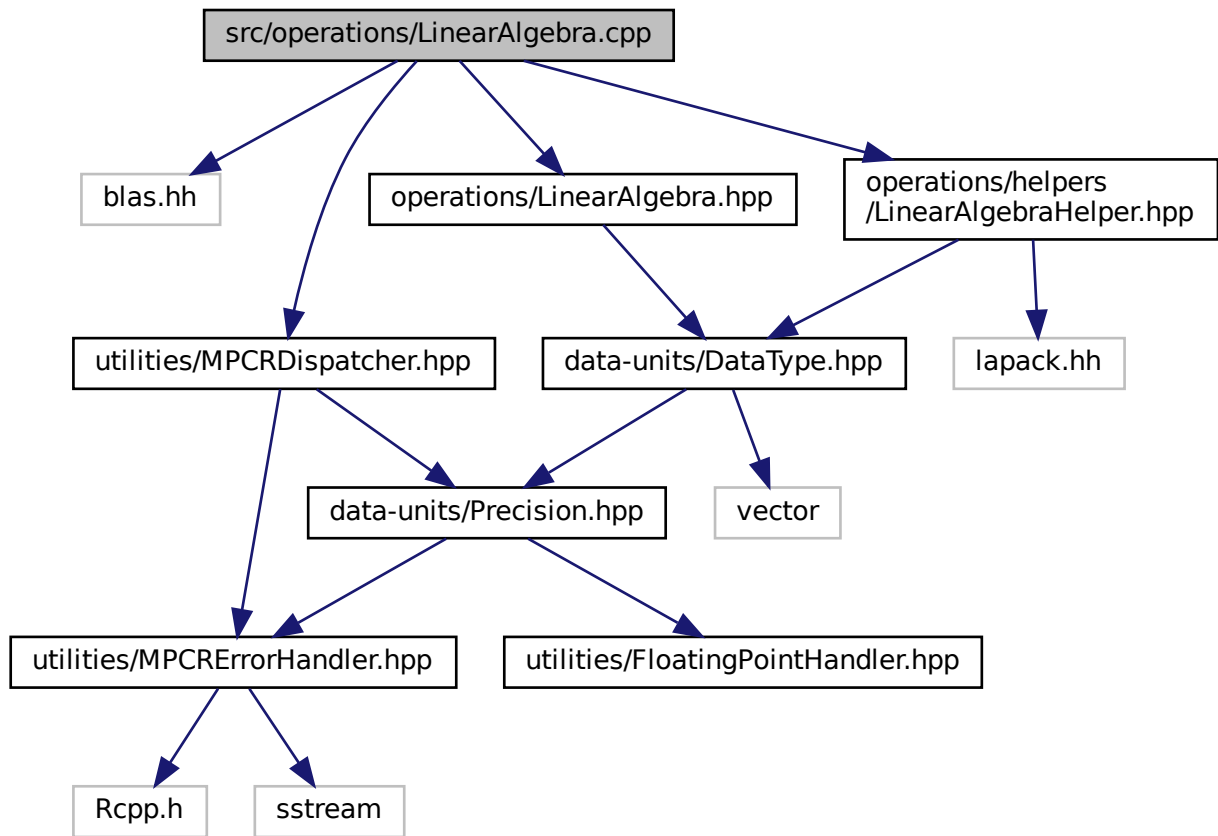 src/operations/LinearAlgebra.cpp
blas.hh
operations/LinearAlgebra.hpp
operations/helpers
/LinearAlgebraHelper.hpp
utilities/MPCRDispatcher.hpp
data-units/DataType.hpp
lapack.hh
data-units/Precision.hpp
vector
utilities/MPCRErrorHandler.hpp
utilities/FloatingPointHandler.hpp
Rcpp.h
sstream